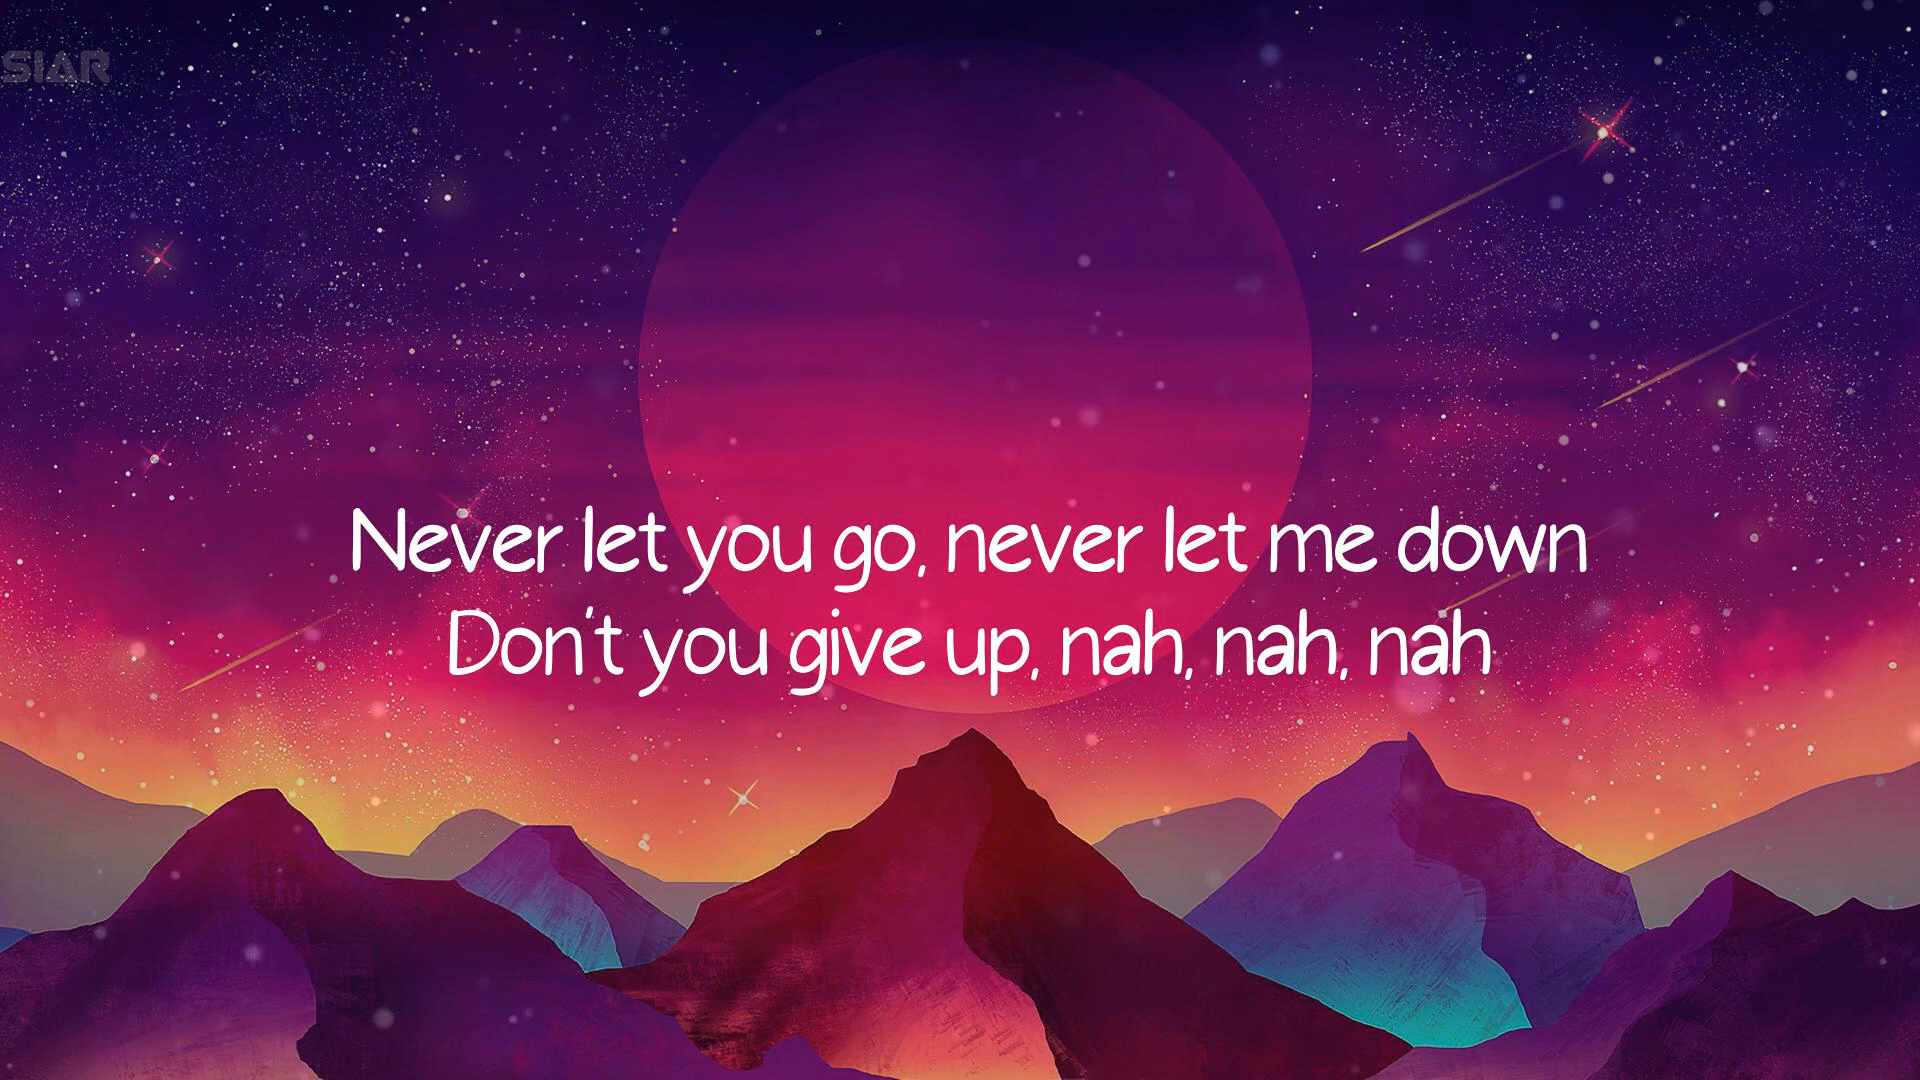 SIAR
Never let you go, never let me down
Don't you give up, nah, nah, nah